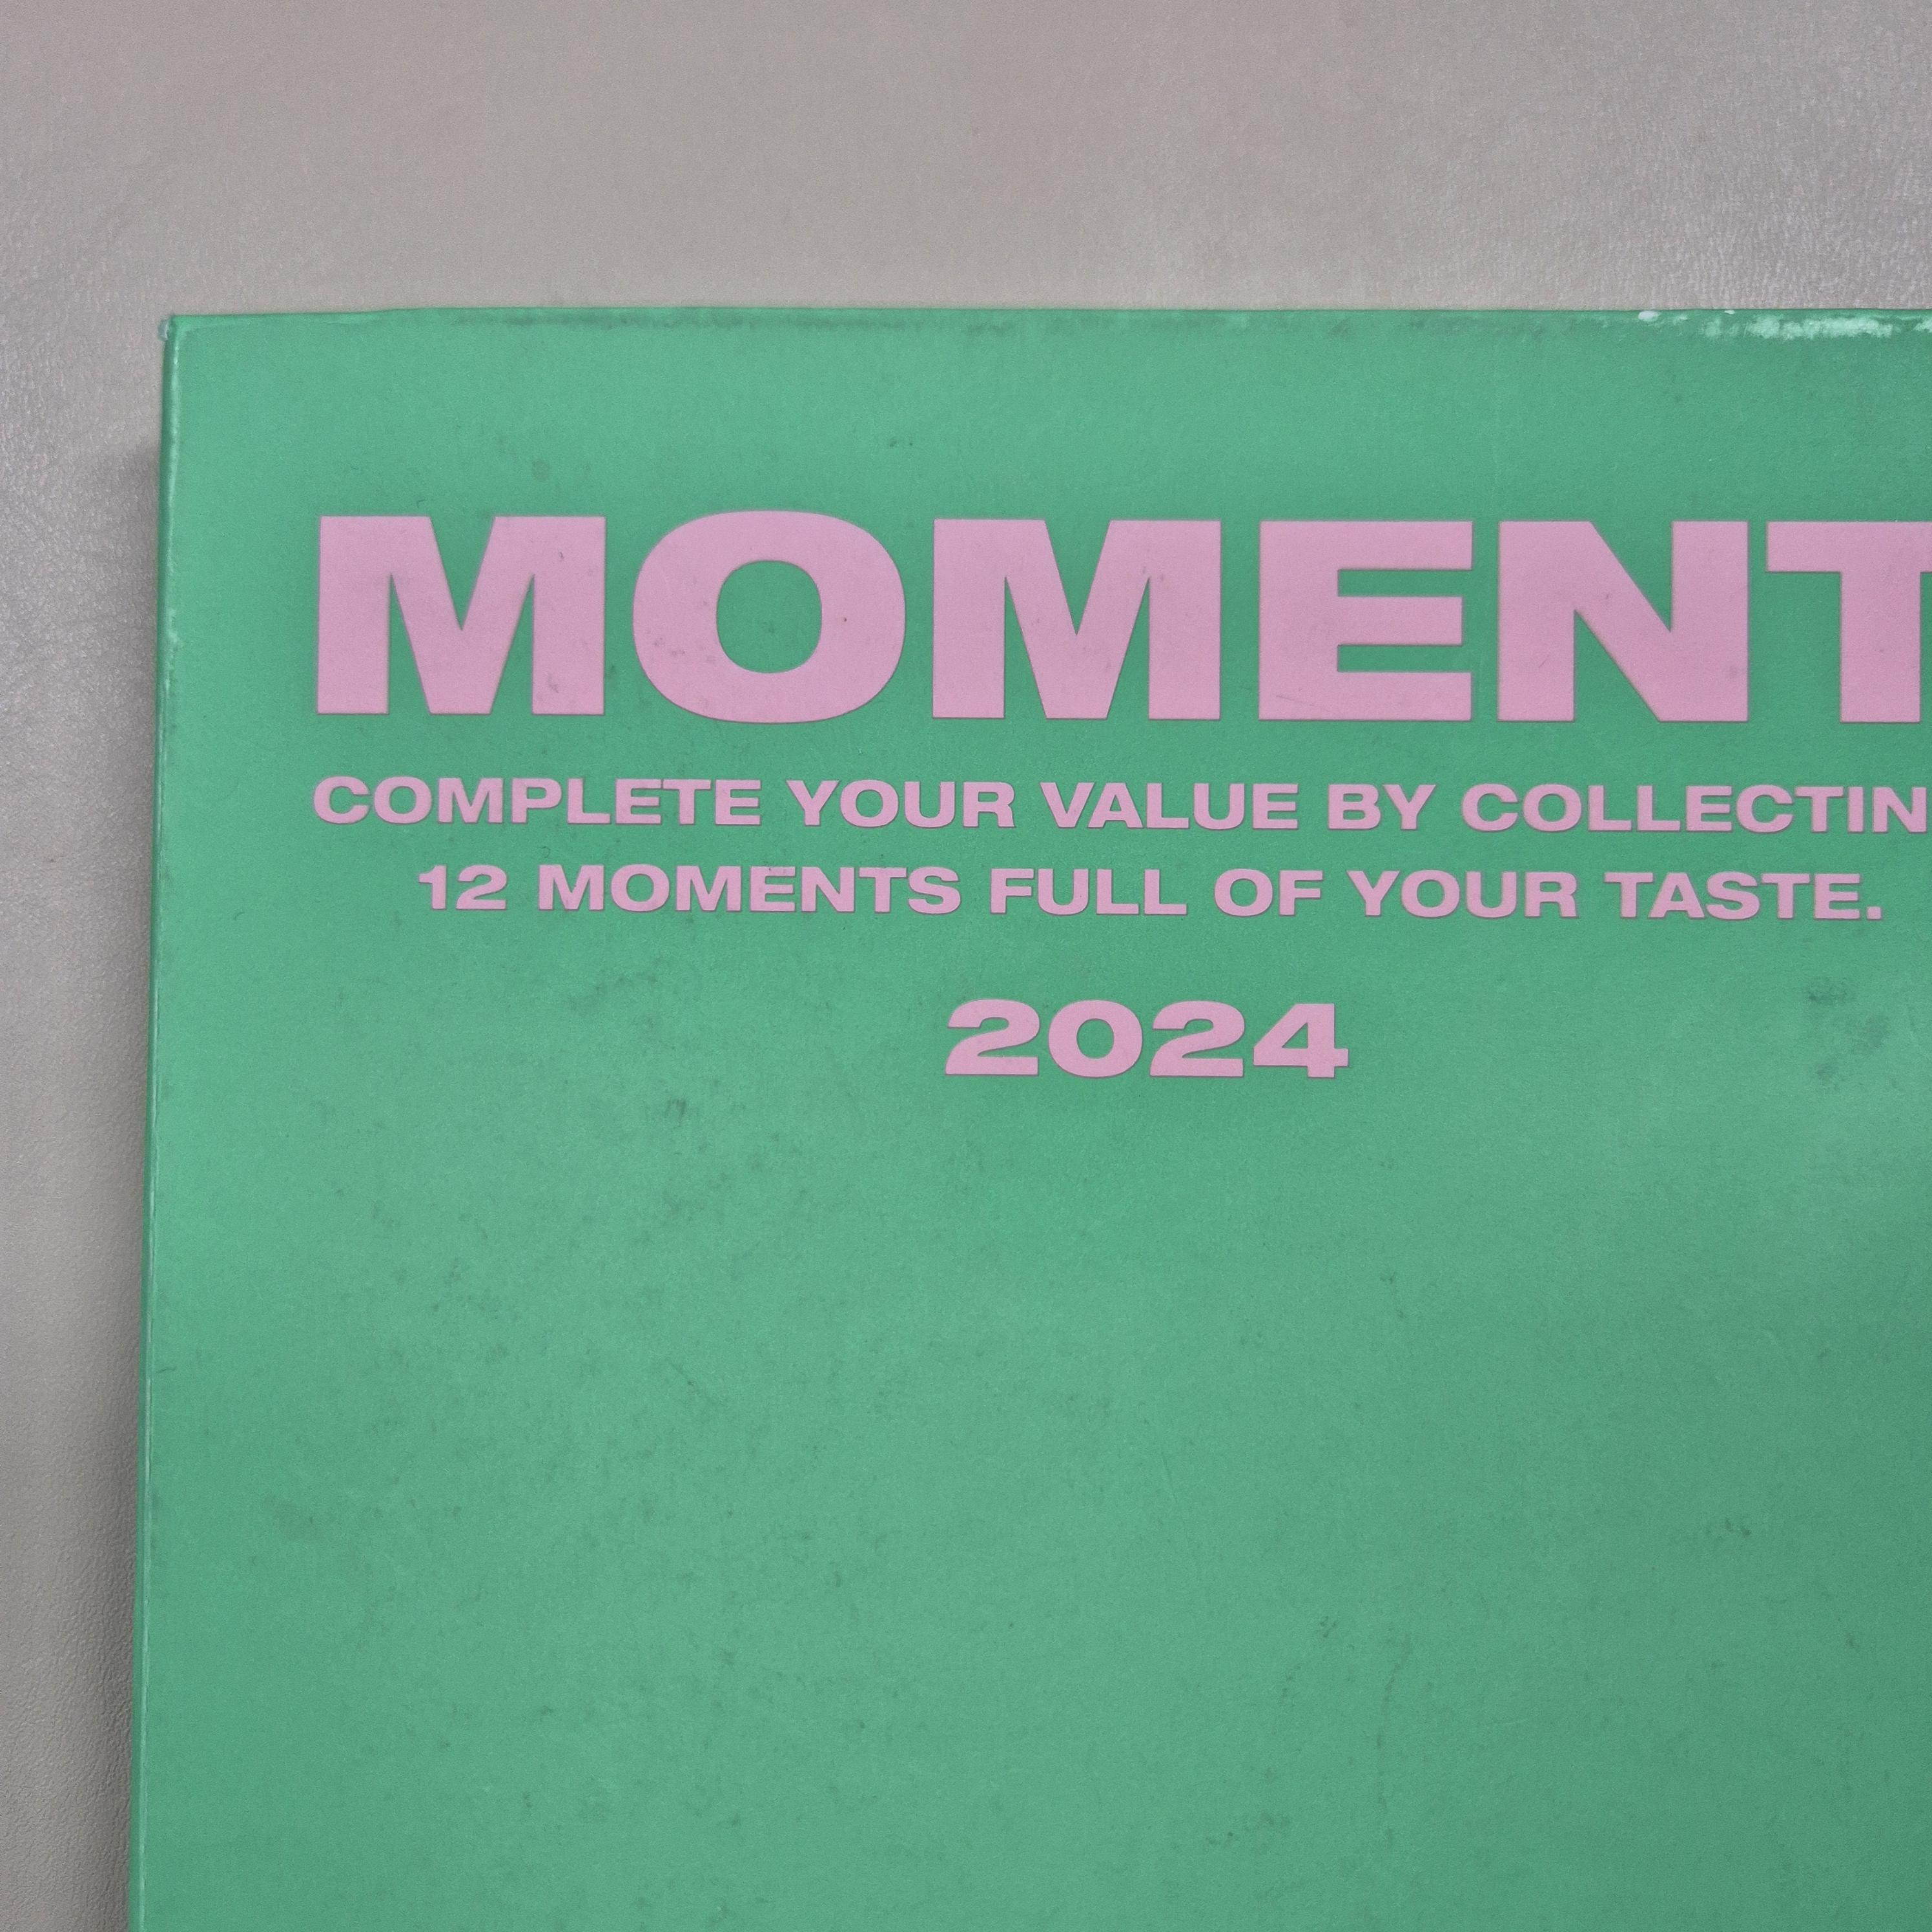 MOMENT
COMPLETE YOUR VALUE BY COLLECTIN
12 MOMENTS FULL OF YOUR TASTE.
2024